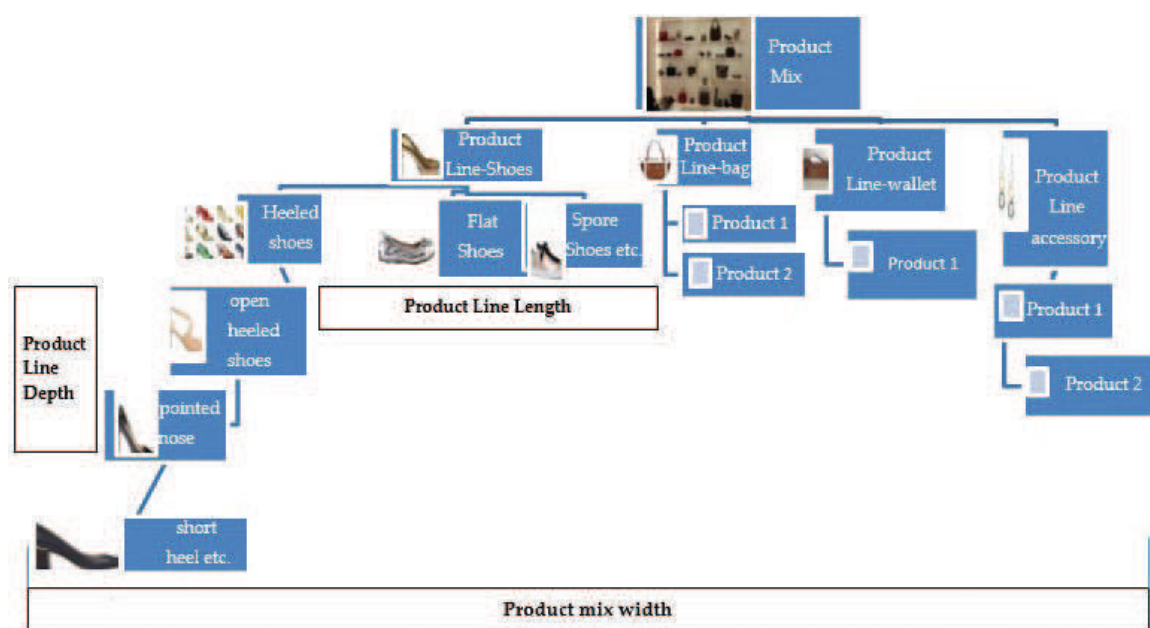 Product
Mix
Product
Line-Shoes
Product
Line-bag
Product
Line-wallet
Product
Line
accessory
Heeled
shoes
Flat
Shoes
Spore
Shoes etc.
Product 1
Product 2
Product 1
Product 1
Product 2
open
heeled
shoes
pointed
nose
short
heel etc.
Product Line Length
Product
Line
Depth
Product mix width